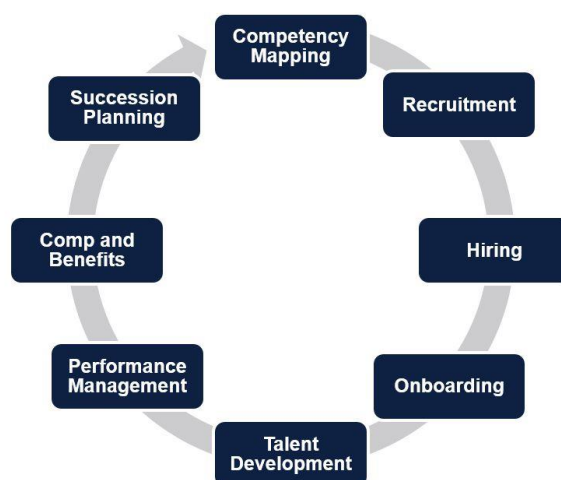 Competency
Mapping
Recruitment
Hiring
Onboarding
Talent
Development
Performance
Management
Comp and
Benefits
Succession
Planning